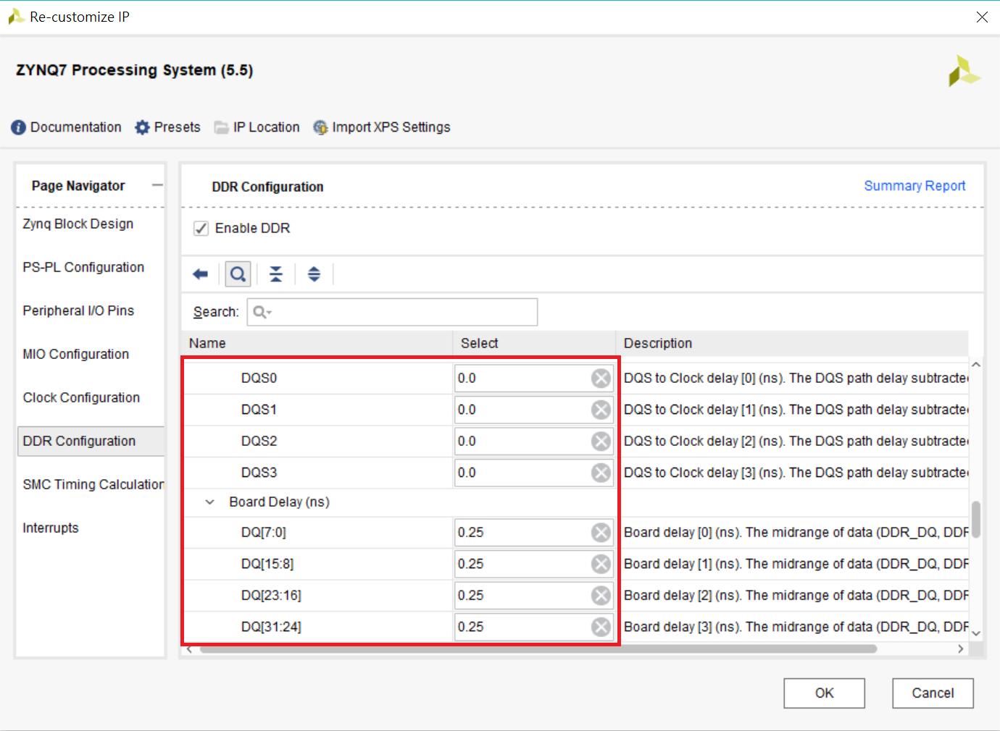 Re-customize IP
ZYNQ7 Processing System (5.5)
Documentation Presets IP Location Import XPS Settings
Page Navigator
Zynq Block Design
PS-PL Configuration
Peripheral I/O Pins
MIO Configuration
Clock Configuration
DDR Configuration
SMC Timing Calculation
Interrupts
DDR Configuration Summary Report
Enable DDR
Search:
Name Select Description
DQS0 0.0 DQS to Clock delay [0] (ns). The DQS path delay subtracte
DQS1 0.0 DQS to Clock delay [1] (ns). The DQS path delay subtracte
DQS2 0.0 DQS to Clock delay [2] (ns). The DQS path delay subtracte
DQS3 0.0 DQS to Clock delay [3] (ns). The DQS path delay subtracte
Board Delay (ns)
DQ[7:0] 0.25 Board delay [0] (ns). The midrange of data (DDR_DQ, DDR
DQ[15:8] 0.25 Board delay [1] (ns). The midrange of data (DDR_DQ, DDR
DQ[23:16] 0.25 Board delay [2] (ns). The midrange of data (DDR_DQ, DDR
DQ[31:24] 0.25 Board delay [3] (ns). The midrange of data (DDR_DQ, DDR
OK Cancel